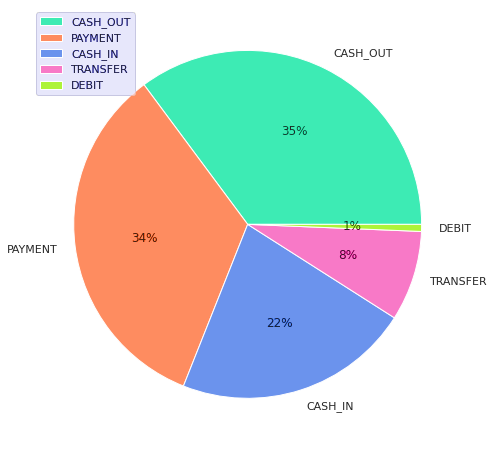 CASH_OUT
PAYMENT
CASH_IN
TRANSFER
DEBIT
CASH_OUT
35%
1%
DEBIT
34%
PAYMENT
8%
TRANSFER
22%
CASH_IN